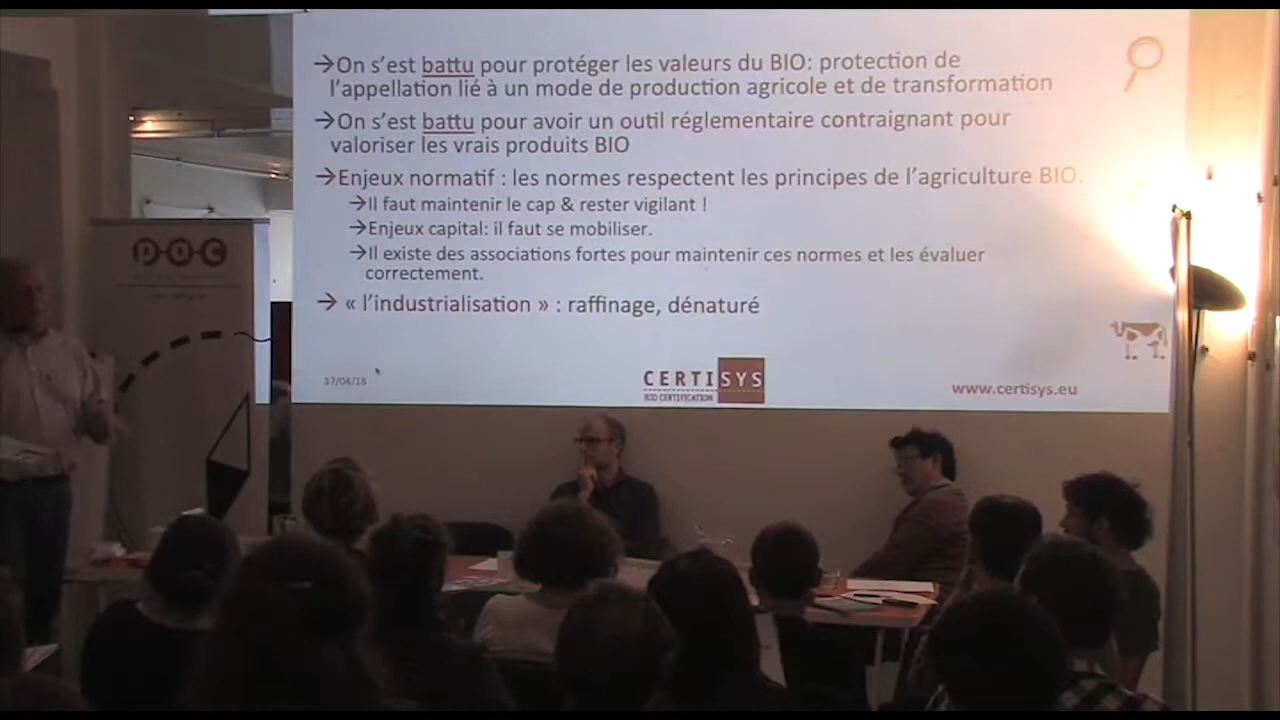 →On s’est battu pour protéger les valeurs du BIO: protection de
l’appellation lié à un mode de production agricole et de transformation
→On s’est battu pour avoir un outil réglementaire contraignant pour
valoriser les vrais produits BIO
→Enjeux normatif : les normes respectent les principes de l’agriculture BIO.
→Il faut maintenir le cap & rester vigilant !
→Enjeux capital: il faut se mobiliser.
→Il existe des associations fortes pour maintenir ces normes et les évaluer
correctement.
→ « l’industrialisation » : raffinage, dénaturé
17/04/18
CERTISYS
BIO CERTIFICATION
www.certisys.eu